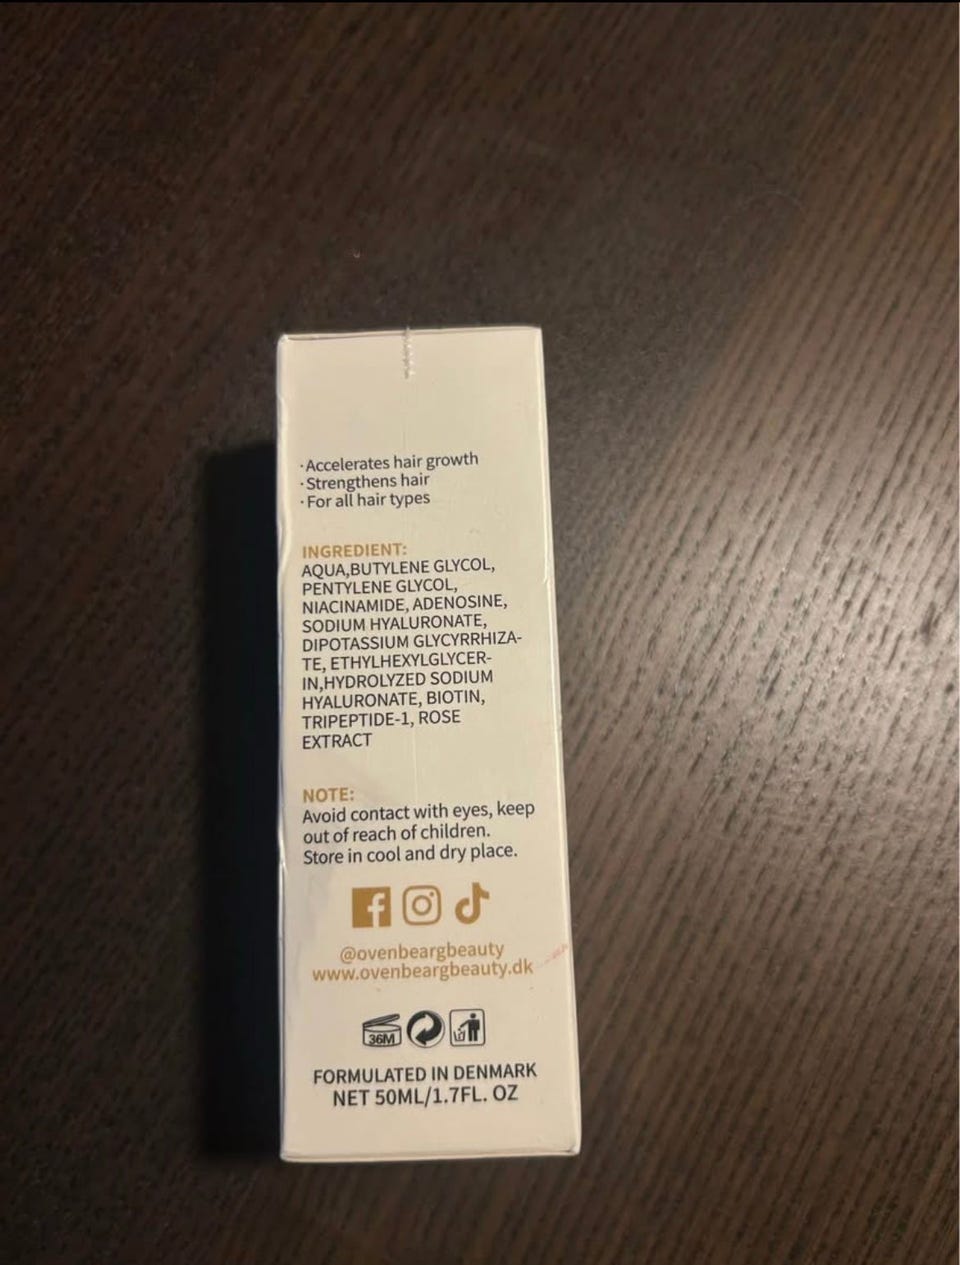 ·Accelerates hair growth
·Strengthens hair
·For all hair types
INGREDIENT:
AQUA,BUTYLENE GLYCOL,
PENTYLENE GLYCOL,
NIACINAMIDE, ADENOSINE,
SODIUM HYALURONATE,
DIPOTASSIUM GLYCYRRHIZA-
TE, ETHYLHEXYLGLYCER-
IN,HYDROLYZED SODIUM
HYALURONATE, BIOTIN,
TRIPEPTIDE-1, ROSE
EXTRACT
NOTE:
Avoid contact with eyes, keep
out of reach of children.
Store in cool and dry place.
@ovenbeargbeauty
www.ovenbeargbeauty.dk
36M
FORMULATED IN DENMARK
NET 50ML/1.7FL. OZ